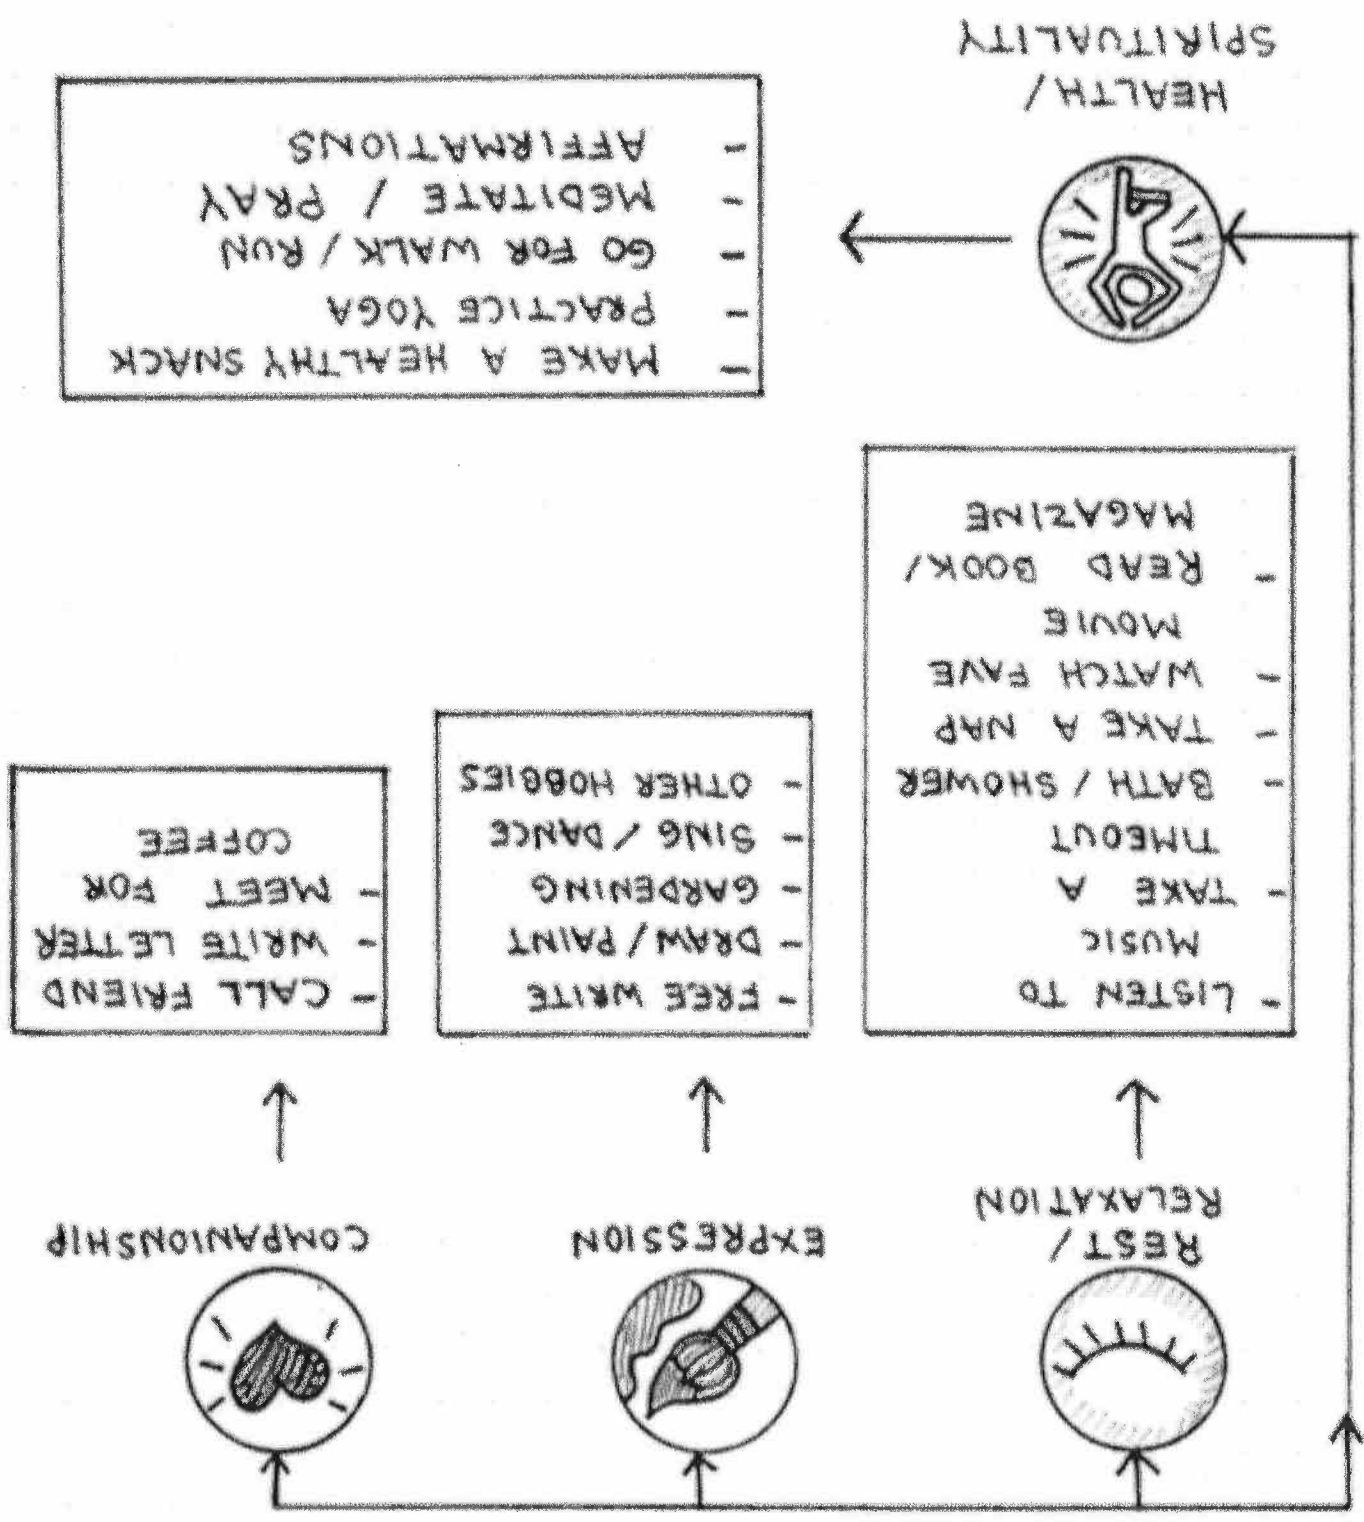 REST/
RELAXATION
- LISTEN TO
MUSIC
- TAKE A
TIMEOUT
- BATH / SHOWER
- TAKE A NAP
- WATCH FAVE
MOVIE
- READ BOOK/
MAGAZINE
EXPRESSION
- FREE WRITE
- DRAW/PAINT
- GARDENING
- SING / DANCE
- OTHER HOBBIES
COMPANIONSHIP
- CALL FRIEND
- WRITE LETTER
- MEET FOR
COFFEE
HEALTH /
SPIRITUALITY
- MAKE A HEALTHY SNACK
- PRACTICE YOGA
- GO FOR WALK / RUN
- MEDITATE / PRAY
- AFFIRMATIONS